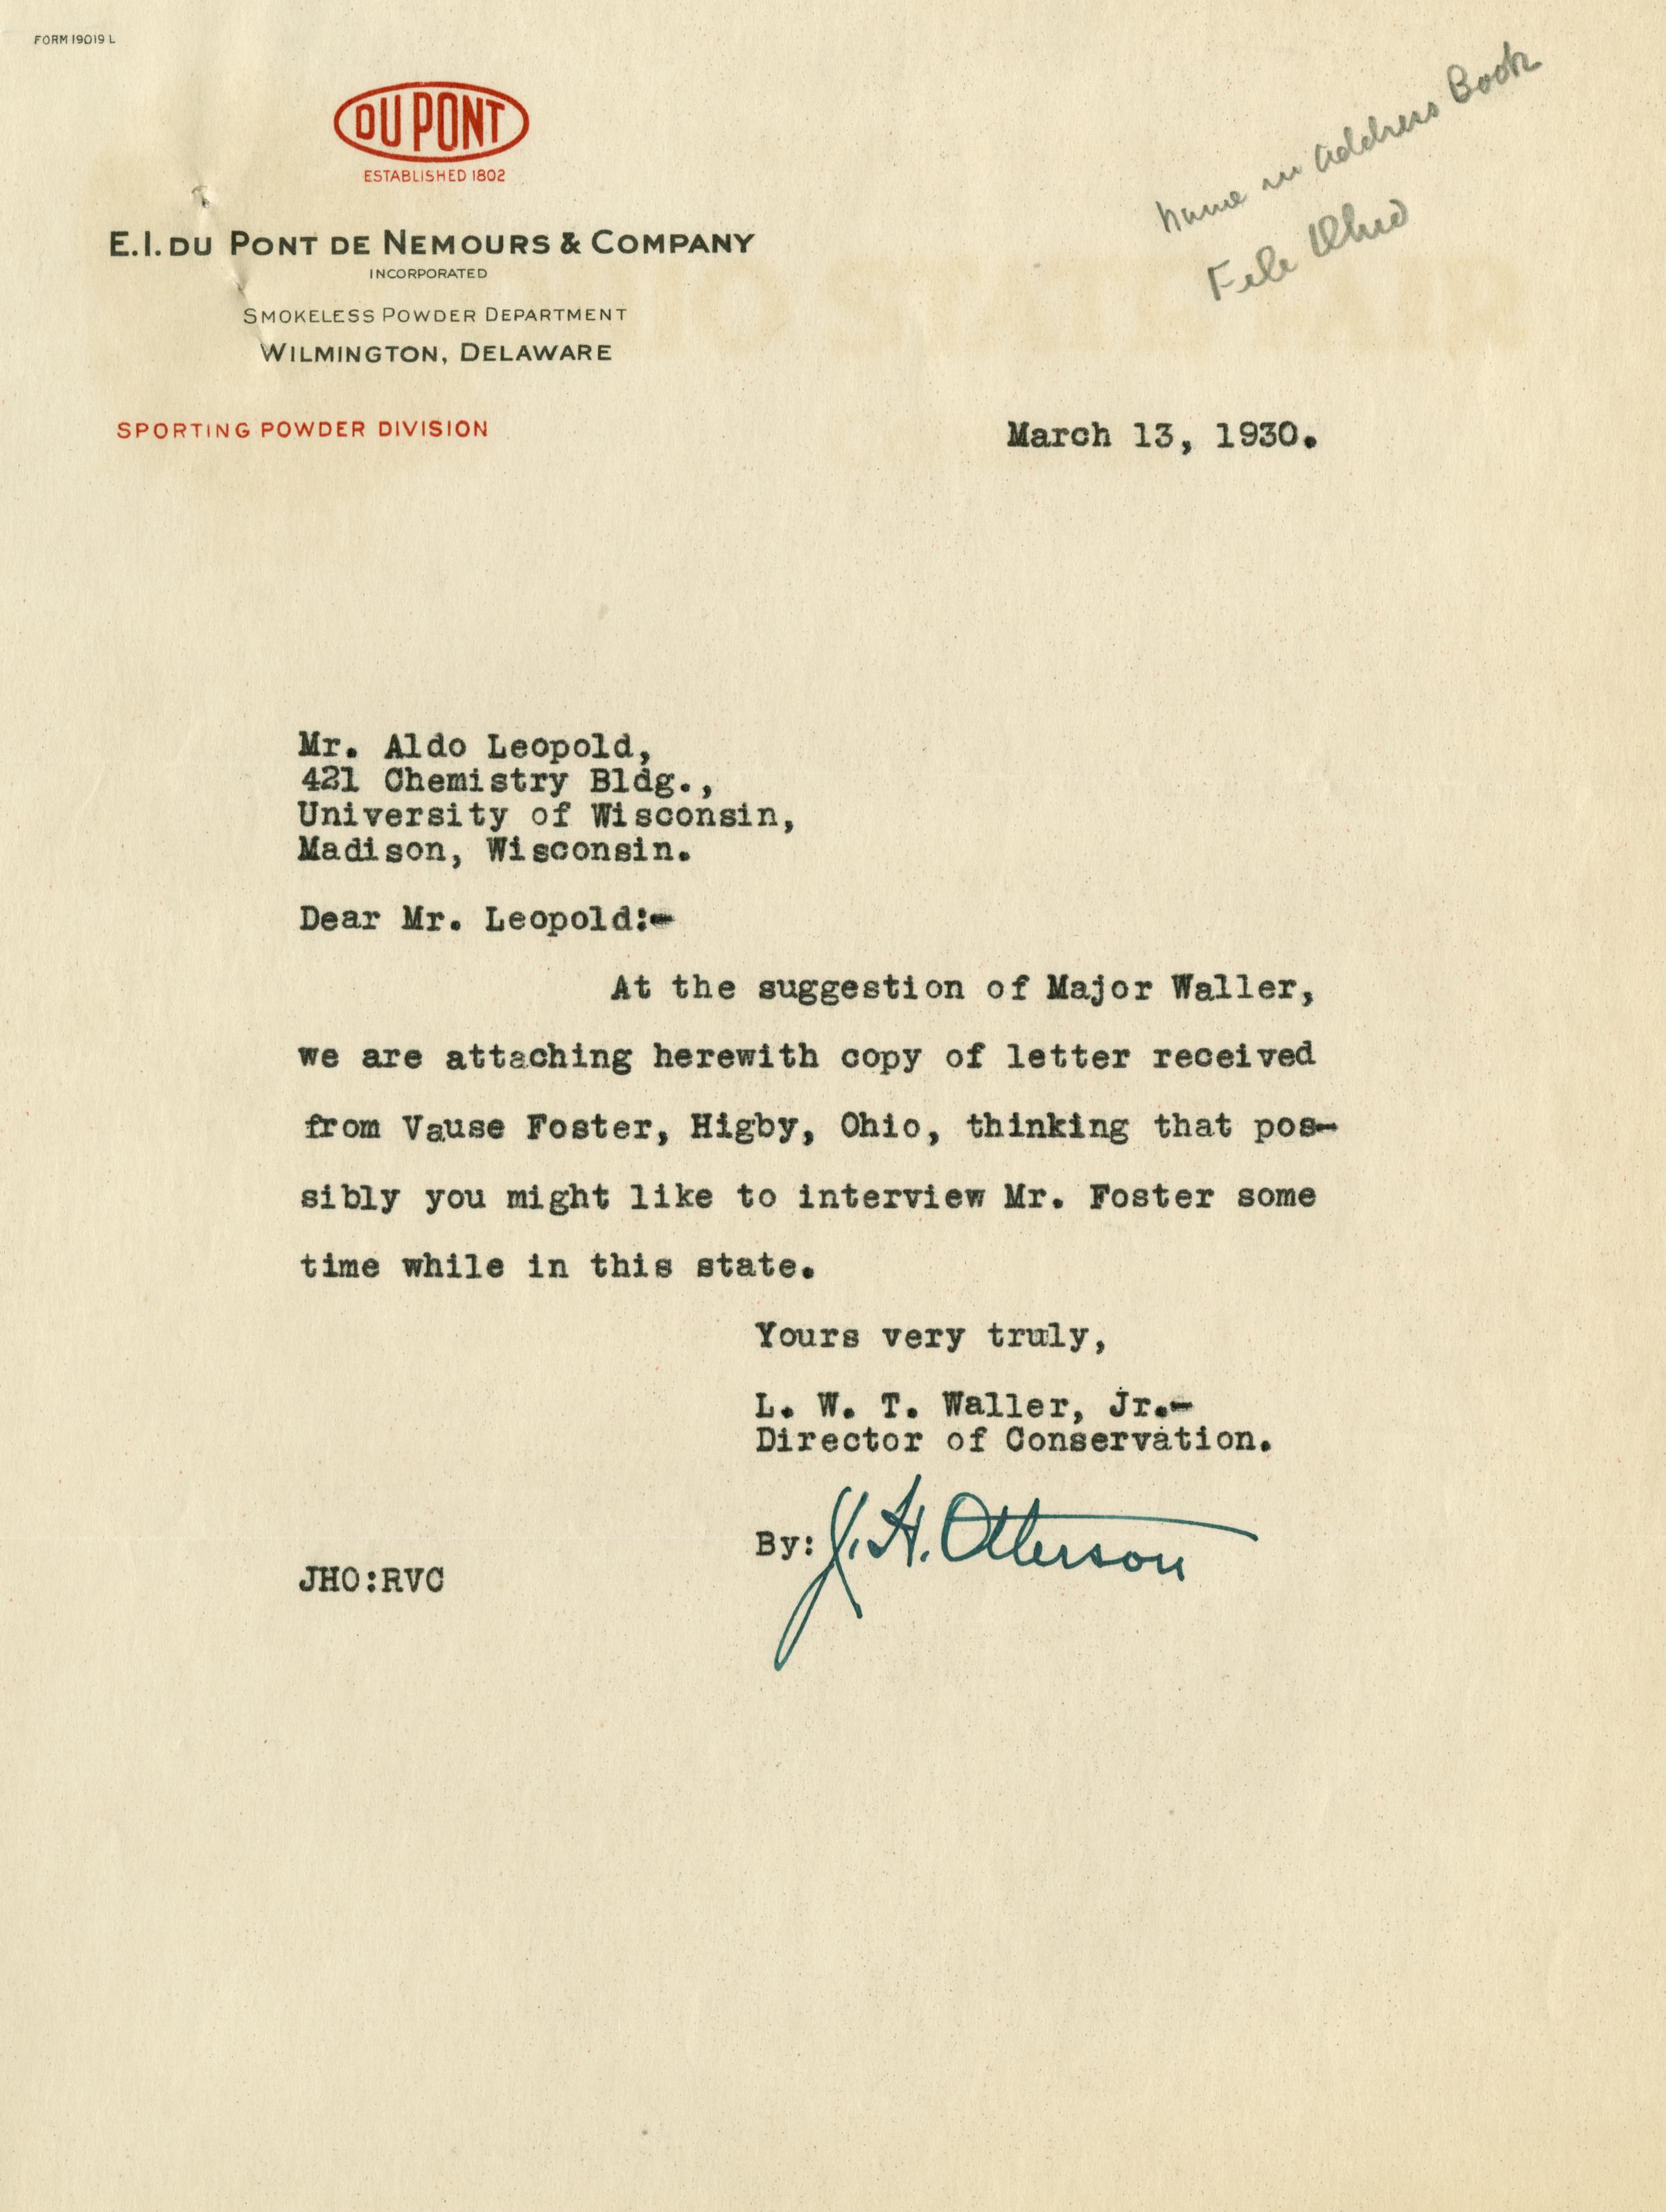 FORM 19019 L
Name in Address Book
File Ohio
DU PONT
ESTABLISHED 1802
E.I. DU PONT DE NEMOURS & COMPANY
INCORPORATED
SMOKELESS POWDER DEPARTMENT
WILMINGTON, DELAWARE
SPORTING POWDER DIVISION
March 13, 1930.
Mr. Aldo Leopold,
421 Chemistry Bldg.,
University of Wisconsin,
Madison, Wisconsin.
Dear Mr. Leopold:-
At the suggestion of Major Waller,
we are attaching herewith copy of letter received
from Vause Foster, Higby, Ohio, thinking that pos-
sibly you might like to interview Mr. Foster some
time while in this state.
Yours very truly,
L. W. T. Waller, Jr.-
Director of Conservation.
By: J. H. Otterson
JHO:RVC